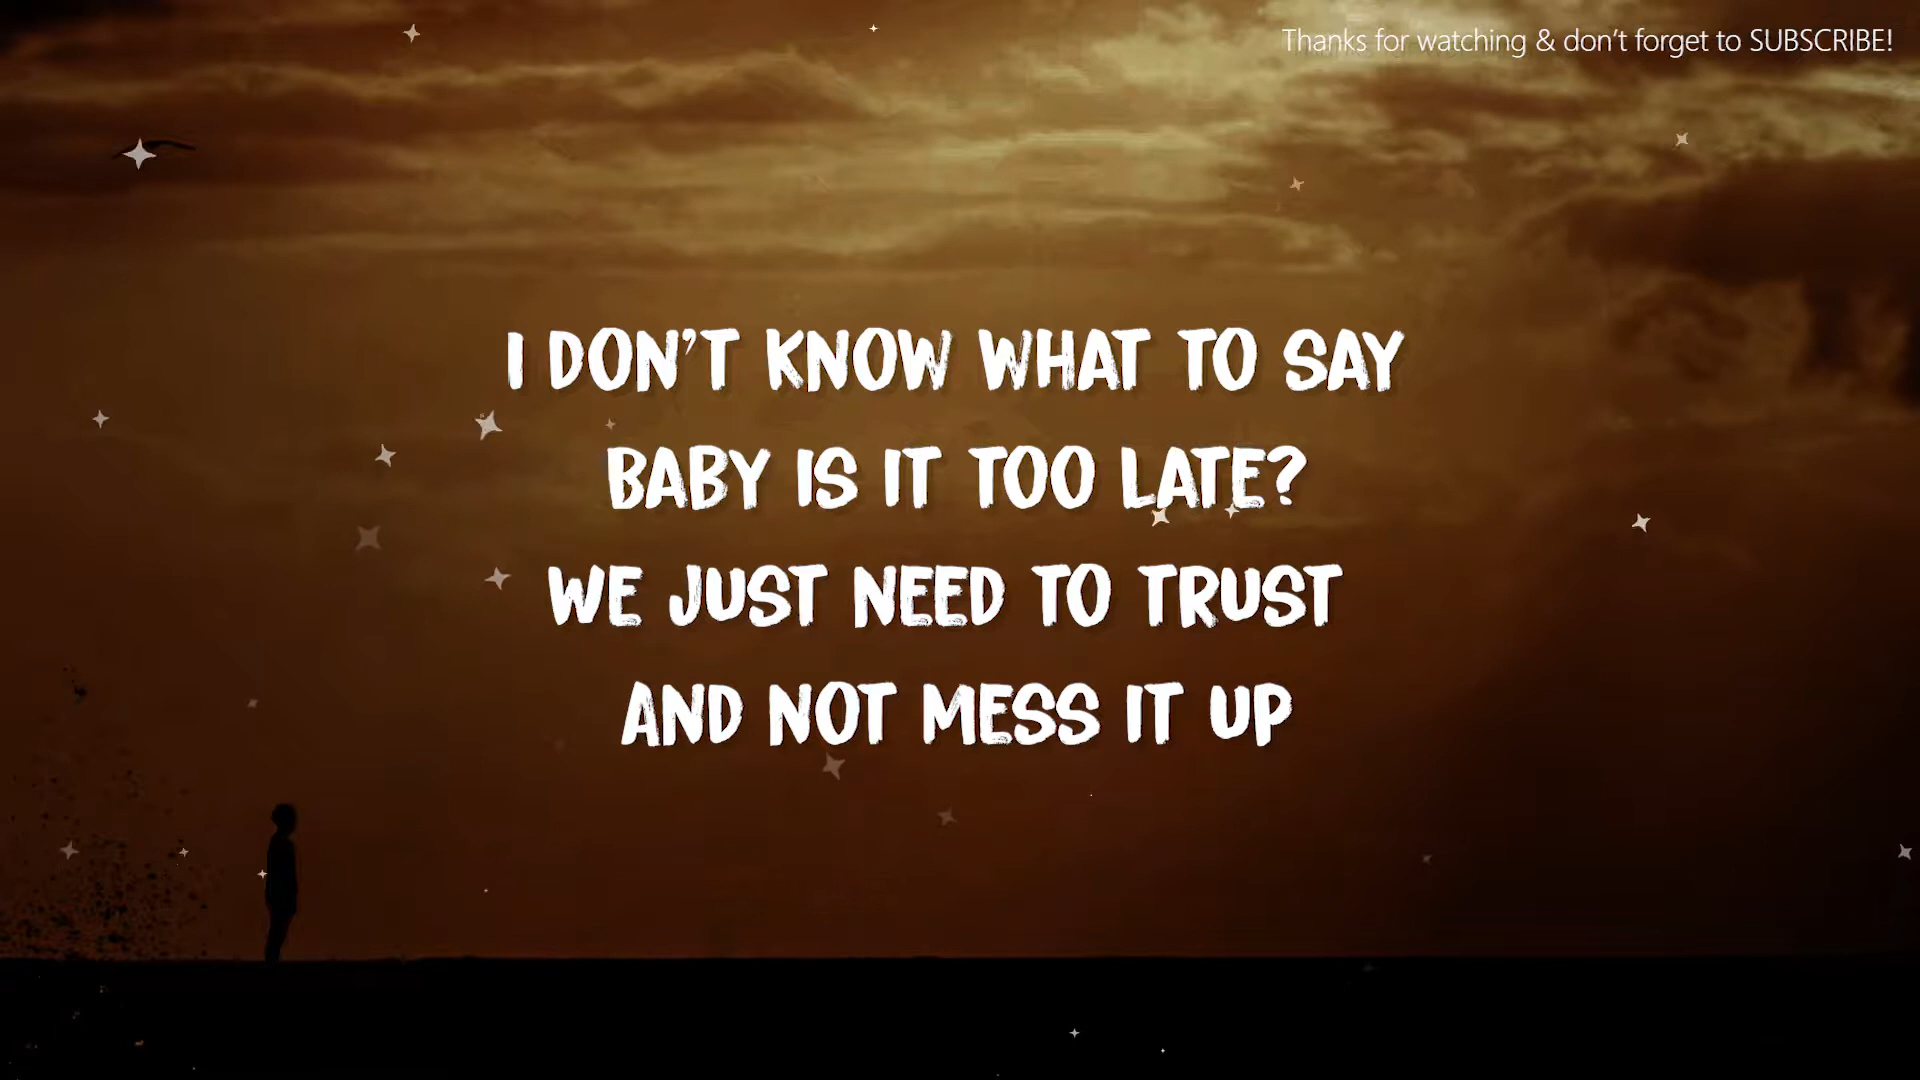 Thanks for watching & don't forget to SUBSCRIBE!
I DON'T KNOW WHAT TO SAY
BABY IS IT TOO LATE?
WE JUST NEED TO TRUST
AND NOT MESS IT UP